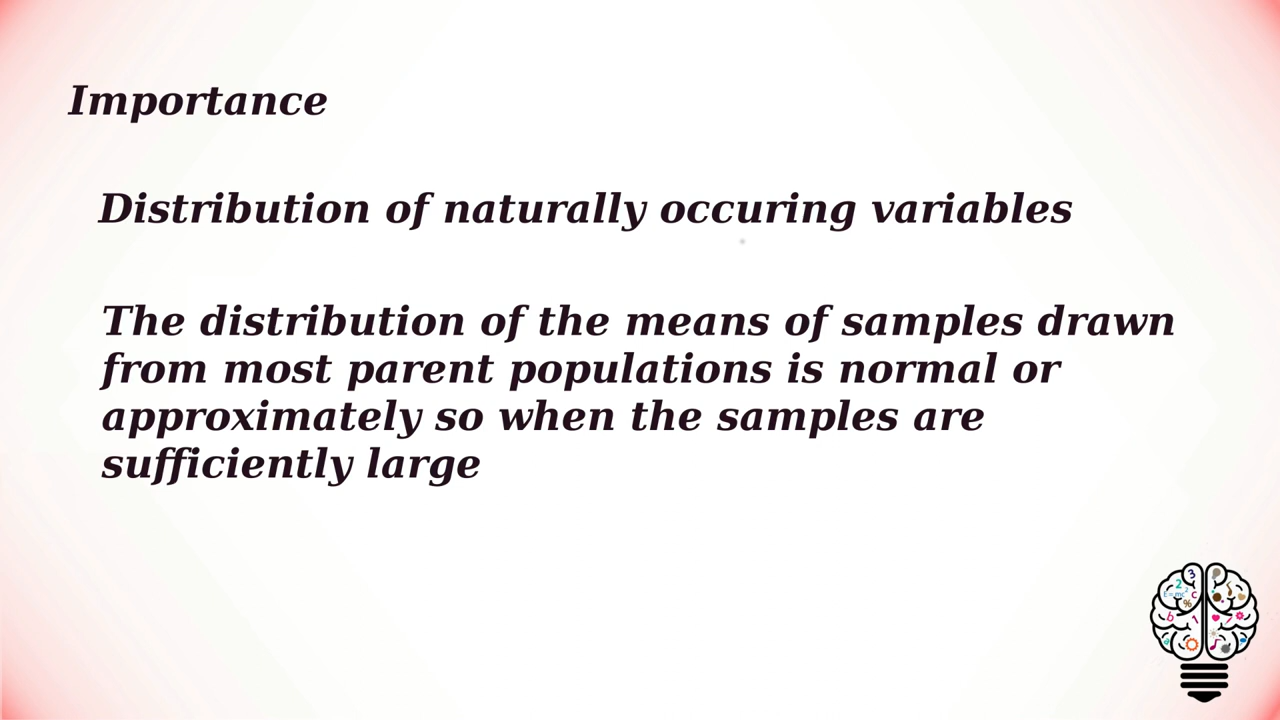 Importance
Distribution of naturally occuring variables
The distribution of the means of samples drawn
from most parent populations is normal or
approximately so when the samples are
sufficiently large